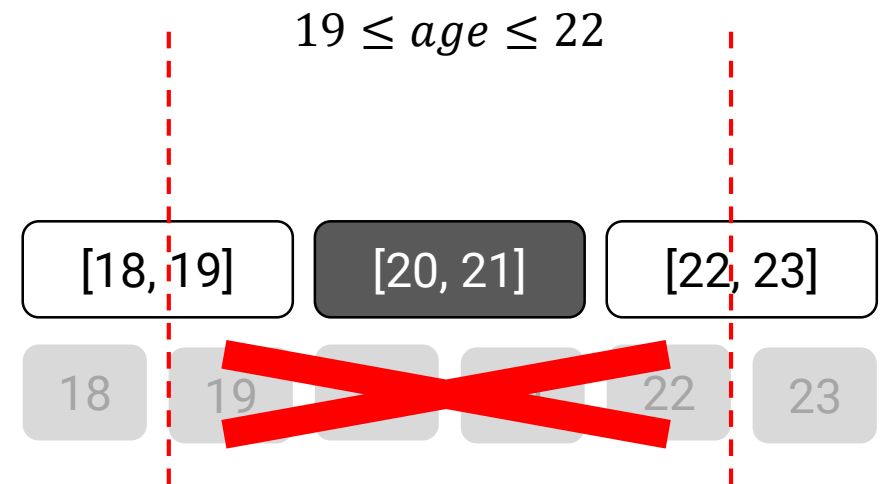 19 ≤ age ≤ 22
[18, 19] [20, 21] [22, 23]
18 19 22 23